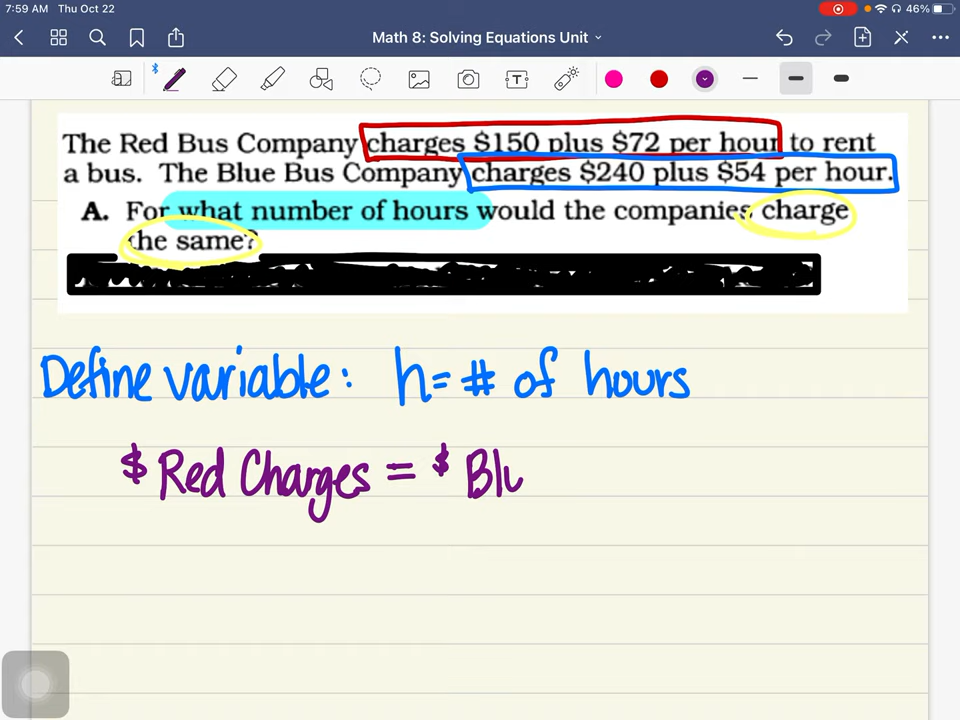 7:59 AM Thu Oct 22
46%
Math 8: Solving Equations Unit
The Red Bus Company charges $150 plus $72 per hour to rent
a bus. The Blue Bus Company charges $240 plus $54 per hour.
A. For what number of hours would the companies charge
the same?
Define variable: h = # of hours
$ Red Charges = $ Blu